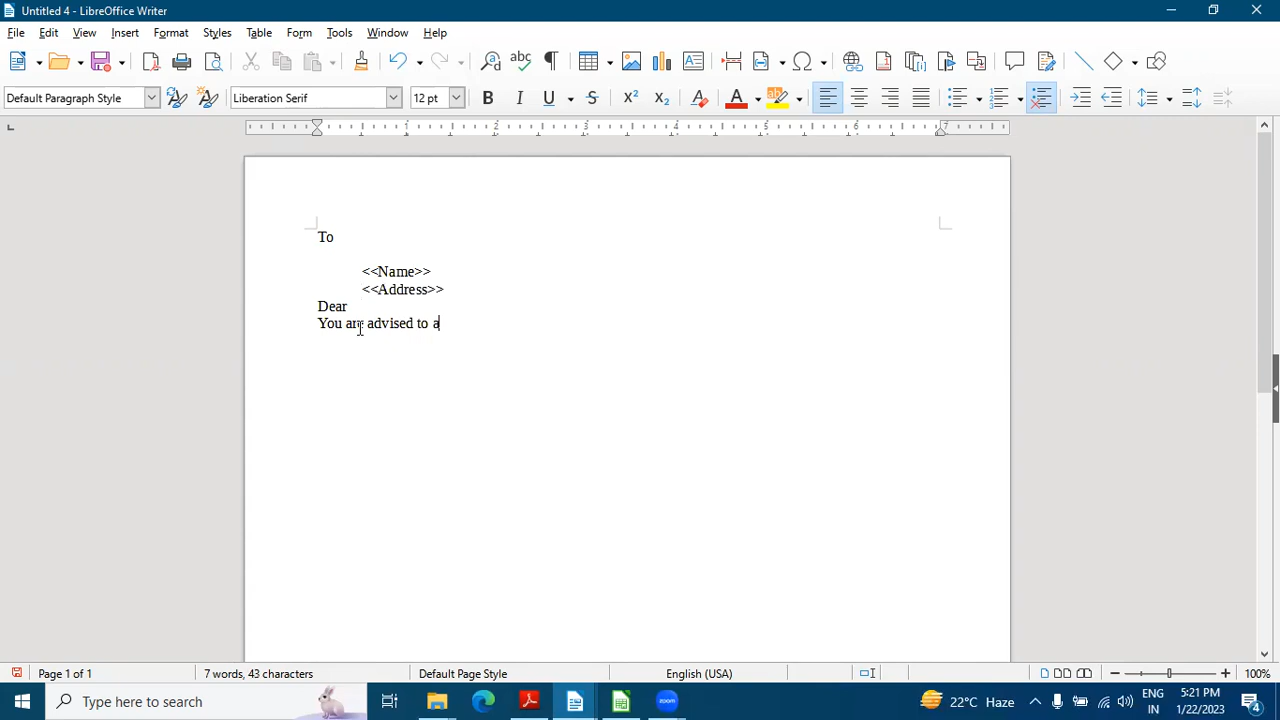 Untitled 4 - LibreOffice Writer
File Edit View Insert Format Styles Table Form Tools Window Help
Default Paragraph Style Liberation Serif 12 pt
To
<<Name>>
<<Address>>
Dear
You are advised to a
Page 1 of 1 7 words, 43 characters Default Page Style English (USA) 100%
Type here to search zoom 22°C Haze ENG IN 5:21 PM 1/22/2023 4